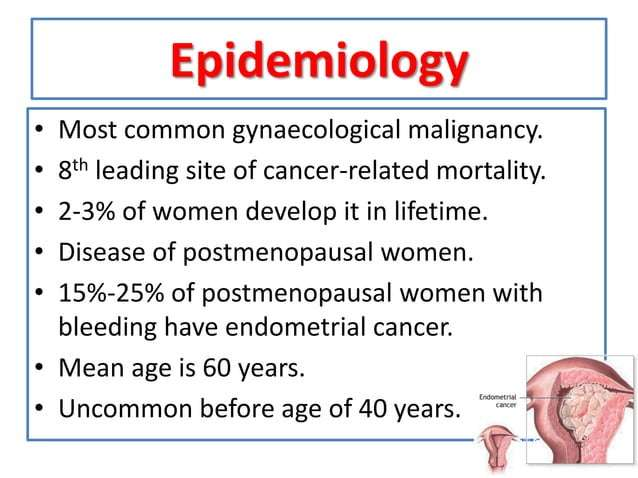 Epidemiology
• Most common gynaecological malignancy.
• 8th leading site of cancer-related mortality.
• 2-3% of women develop it in lifetime.
• Disease of postmenopausal women.
• 15%-25% of postmenopausal women with
bleeding have endometrial cancer.
• Mean age is 60 years.
• Uncommon before age of 40 years.
Endometrial
cancer